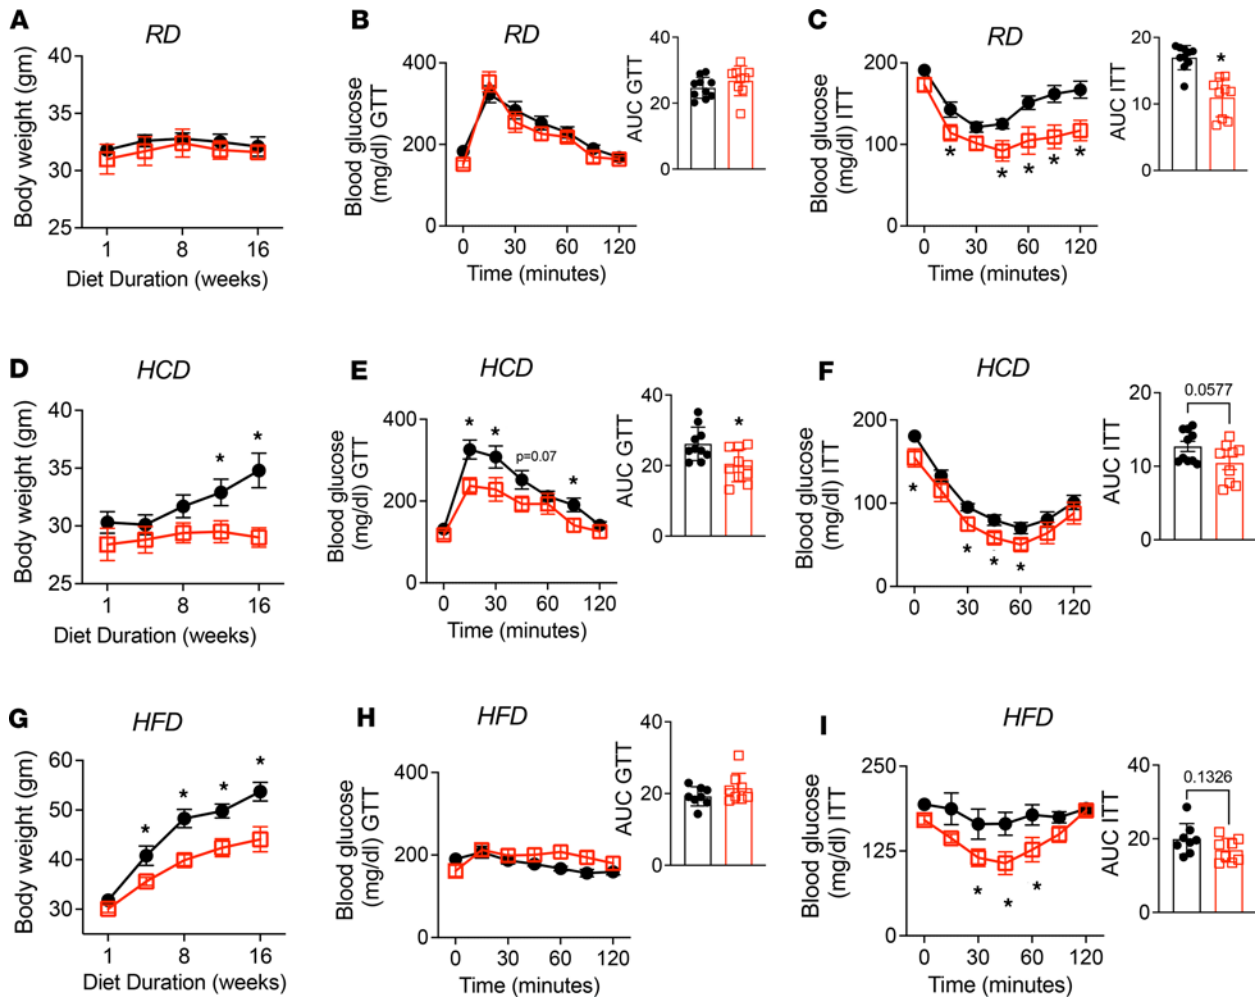 A
RD
Body weight (gm)
40
35
30
25
1
8
16
Diet Duration (weeks)
B
RD
Blood glucose
(mg/dl) GTT
400
200
0
0
30
60
120
Time (minutes)
AUC GTT
40
20
0
C
RD
Blood glucose
(mg/dl) ITT
200
100
0
* * * * *
0
30
60
120
Time (minutes)
AUC ITT
20
10
0
*
D
HCD
Body weight (gm)
40
35
30
25
* *
1
8
16
Diet Duration (weeks)
E
HCD
Blood glucose
(mg/dl) GTT
400
200
0
* *
p=0.07
*
0
30
60
120
Time (minutes)
AUC GTT
40
20
0
*
F
HCD
Blood glucose
(mg/dl) ITT
200
100
0
* * * *
0
30
60
120
AUC ITT
20
10
0
0.0577
G
HFD
Body weight (gm)
60
50
40
30
* * * *
1
8
16
Diet Duration (weeks)
H
HFD
Blood glucose
(mg/dl) GTT
400
200
0
0
30
60
120
Time (minutes)
AUC GTT
40
20
0
I
HFD
Blood glucose
(mg/dl) ITT
250
125
0
* * *
0
30
60
120
Time (minutes)
AUC ITT
40
20
0
0.1326